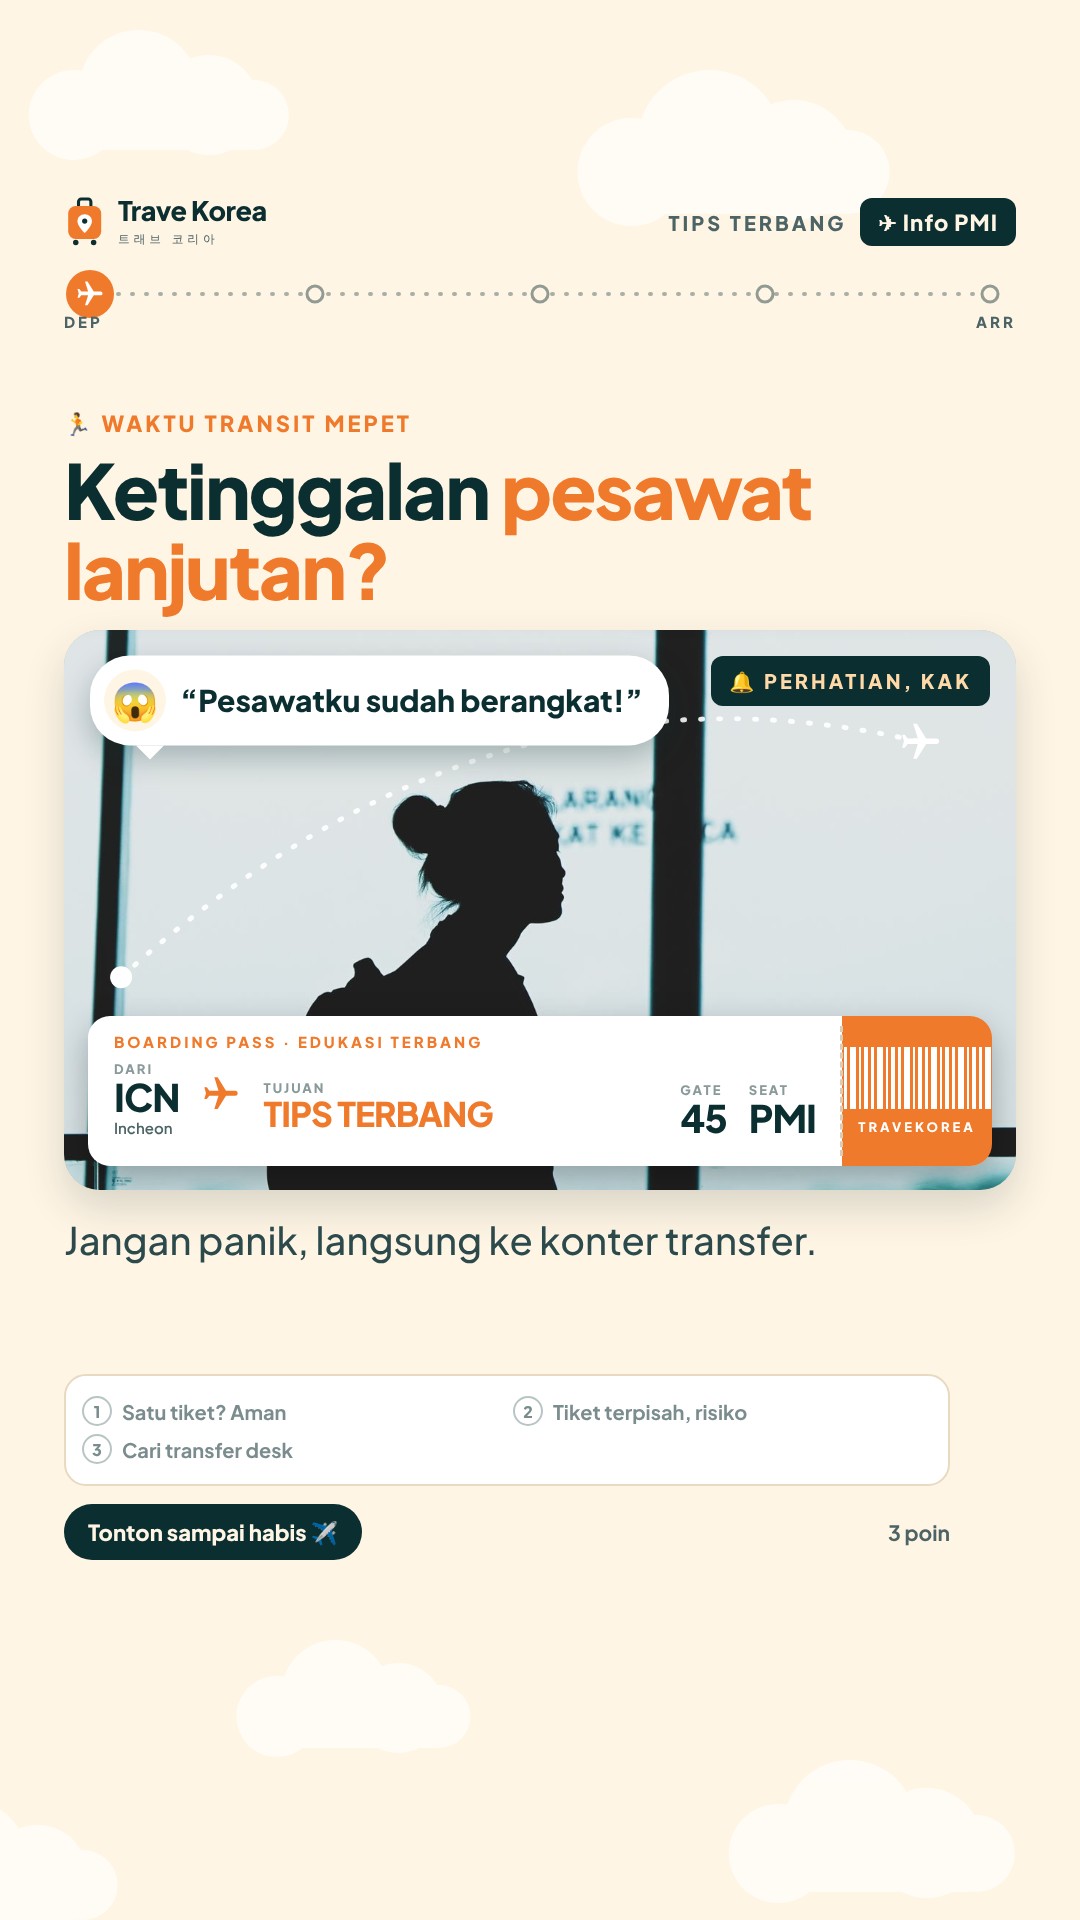 Trave Korea
트래브 코리아
TIPS TERBANG
✈ Info PMI
DEP
ARR
🏃 WAKTU TRANSIT MEPET
Ketinggalan pesawat
lanjutan?
😱 “Pesawatku sudah berangkat!”
🔔 PERHATIAN, KAK
KAT KE
BOARDING PASS · EDUKASI TERBANG
DARI
ICN
Incheon
TUJUAN
TIPS TERBANG
GATE
45
SEAT
PMI
TRAVEKOREA
Jangan panik, langsung ke konter transfer.
1 Satu tiket? Aman
2 Tiket terpisah, risiko
3 Cari transfer desk
Tonton sampai habis ✈️
3 poin